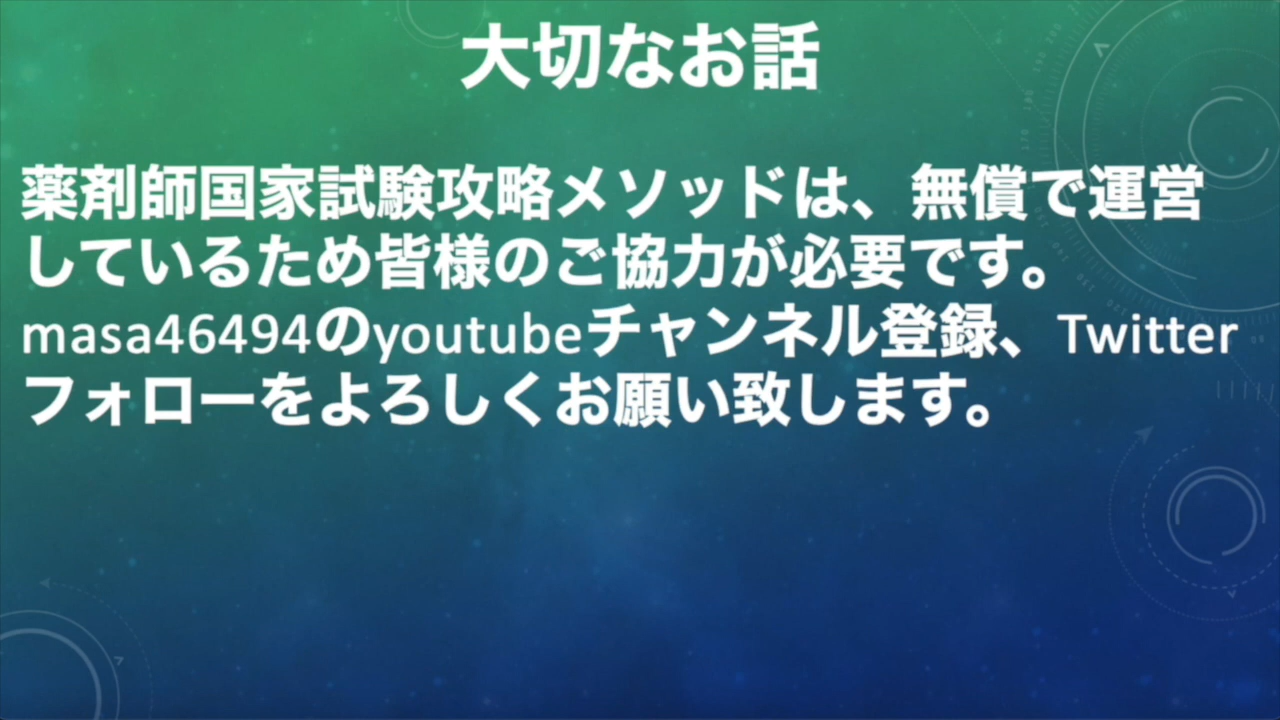 大切なお話
薬剤師国家試験攻略メソッドは、無償で運営
しているため皆様のご協力が必要です。
masa46494のyoutubeチャンネル登録、Twitter
フォローをよろしくお願い致します。